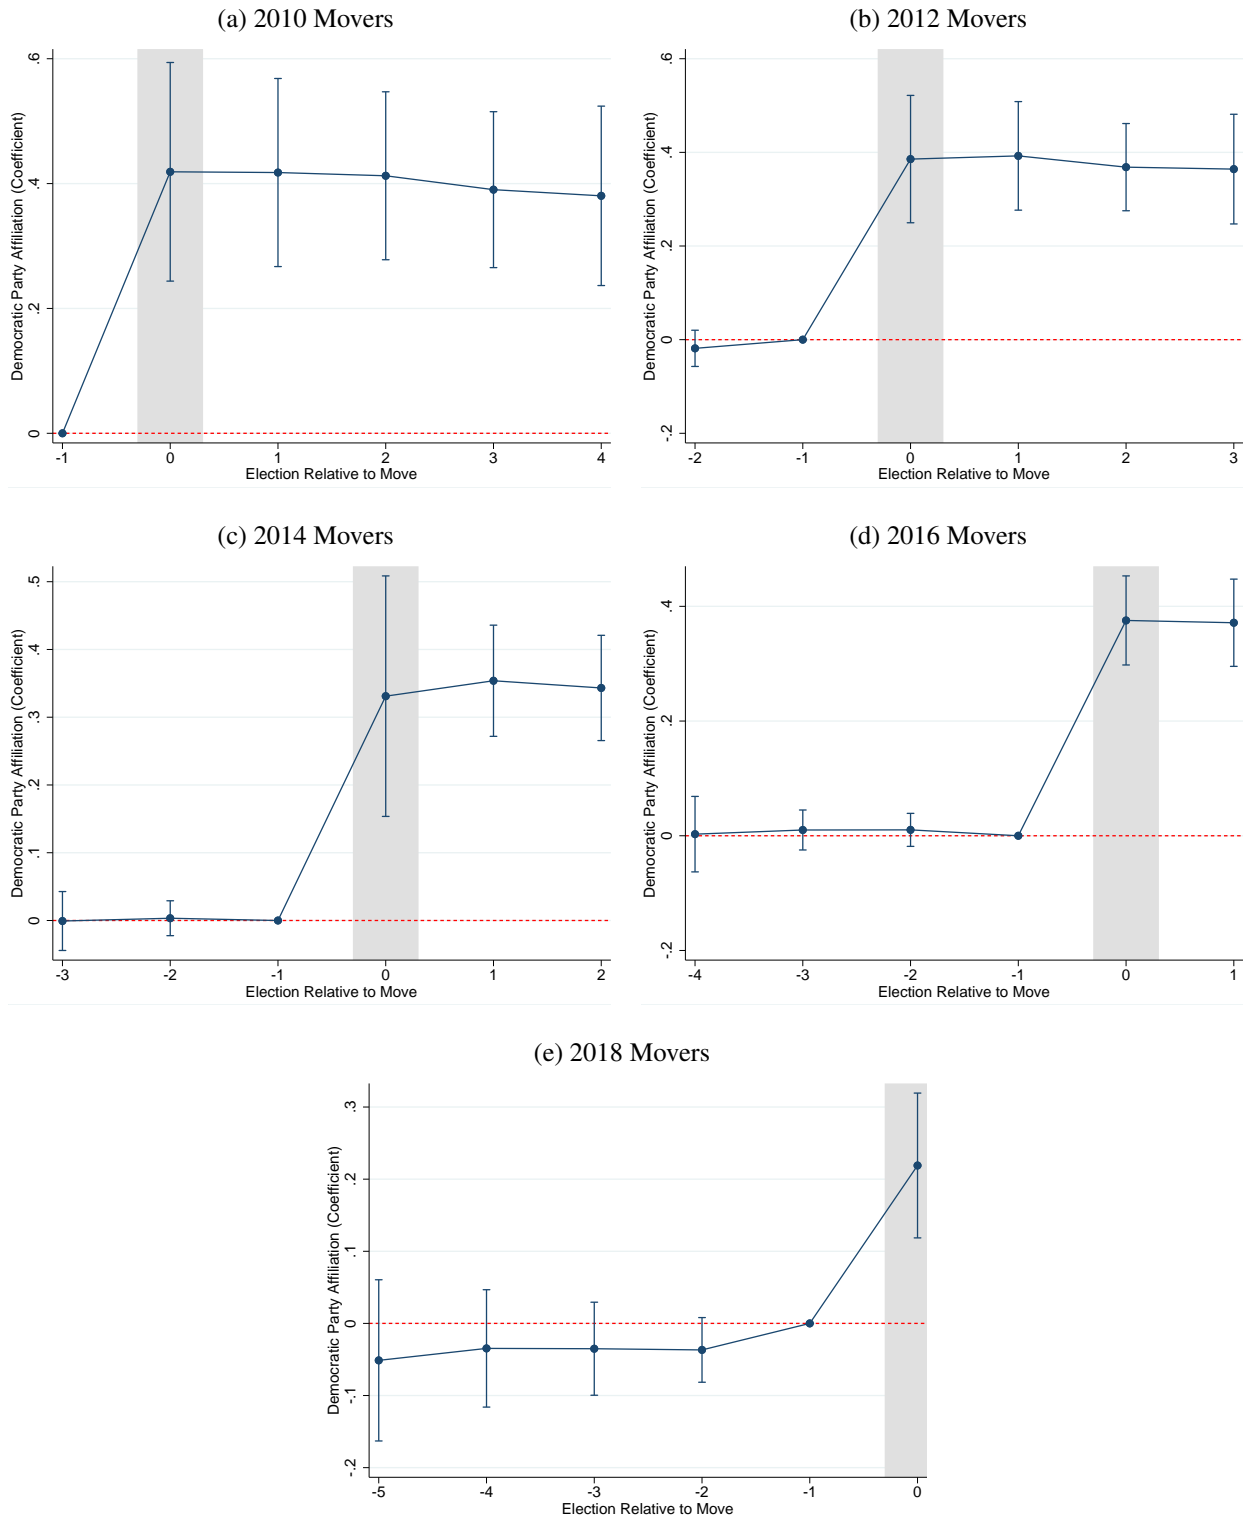 (a) 2010 Movers
Democratic Party Affiliation (Coefficient)
.6
.4
.2
0
-1 0 1 2 3 4
Election Relative to Move
(b) 2012 Movers
Democratic Party Affiliation (Coefficient)
.6
.4
.2
0
-.2
-2 -1 0 1 2 3
Election Relative to Move
(c) 2014 Movers
Democratic Party Affiliation (Coefficient)
.5
.4
.3
.2
.1
0
-3 -2 -1 0 1 2
Election Relative to Move
(d) 2016 Movers
Democratic Party Affiliation (Coefficient)
.4
.2
0
-.2
-4 -3 -2 -1 0 1
Election Relative to Move
(e) 2018 Movers
Democratic Party Affiliation (Coefficient)
.3
.2
.1
0
-.1
-.2
-5 -4 -3 -2 -1 0
Election Relative to Move